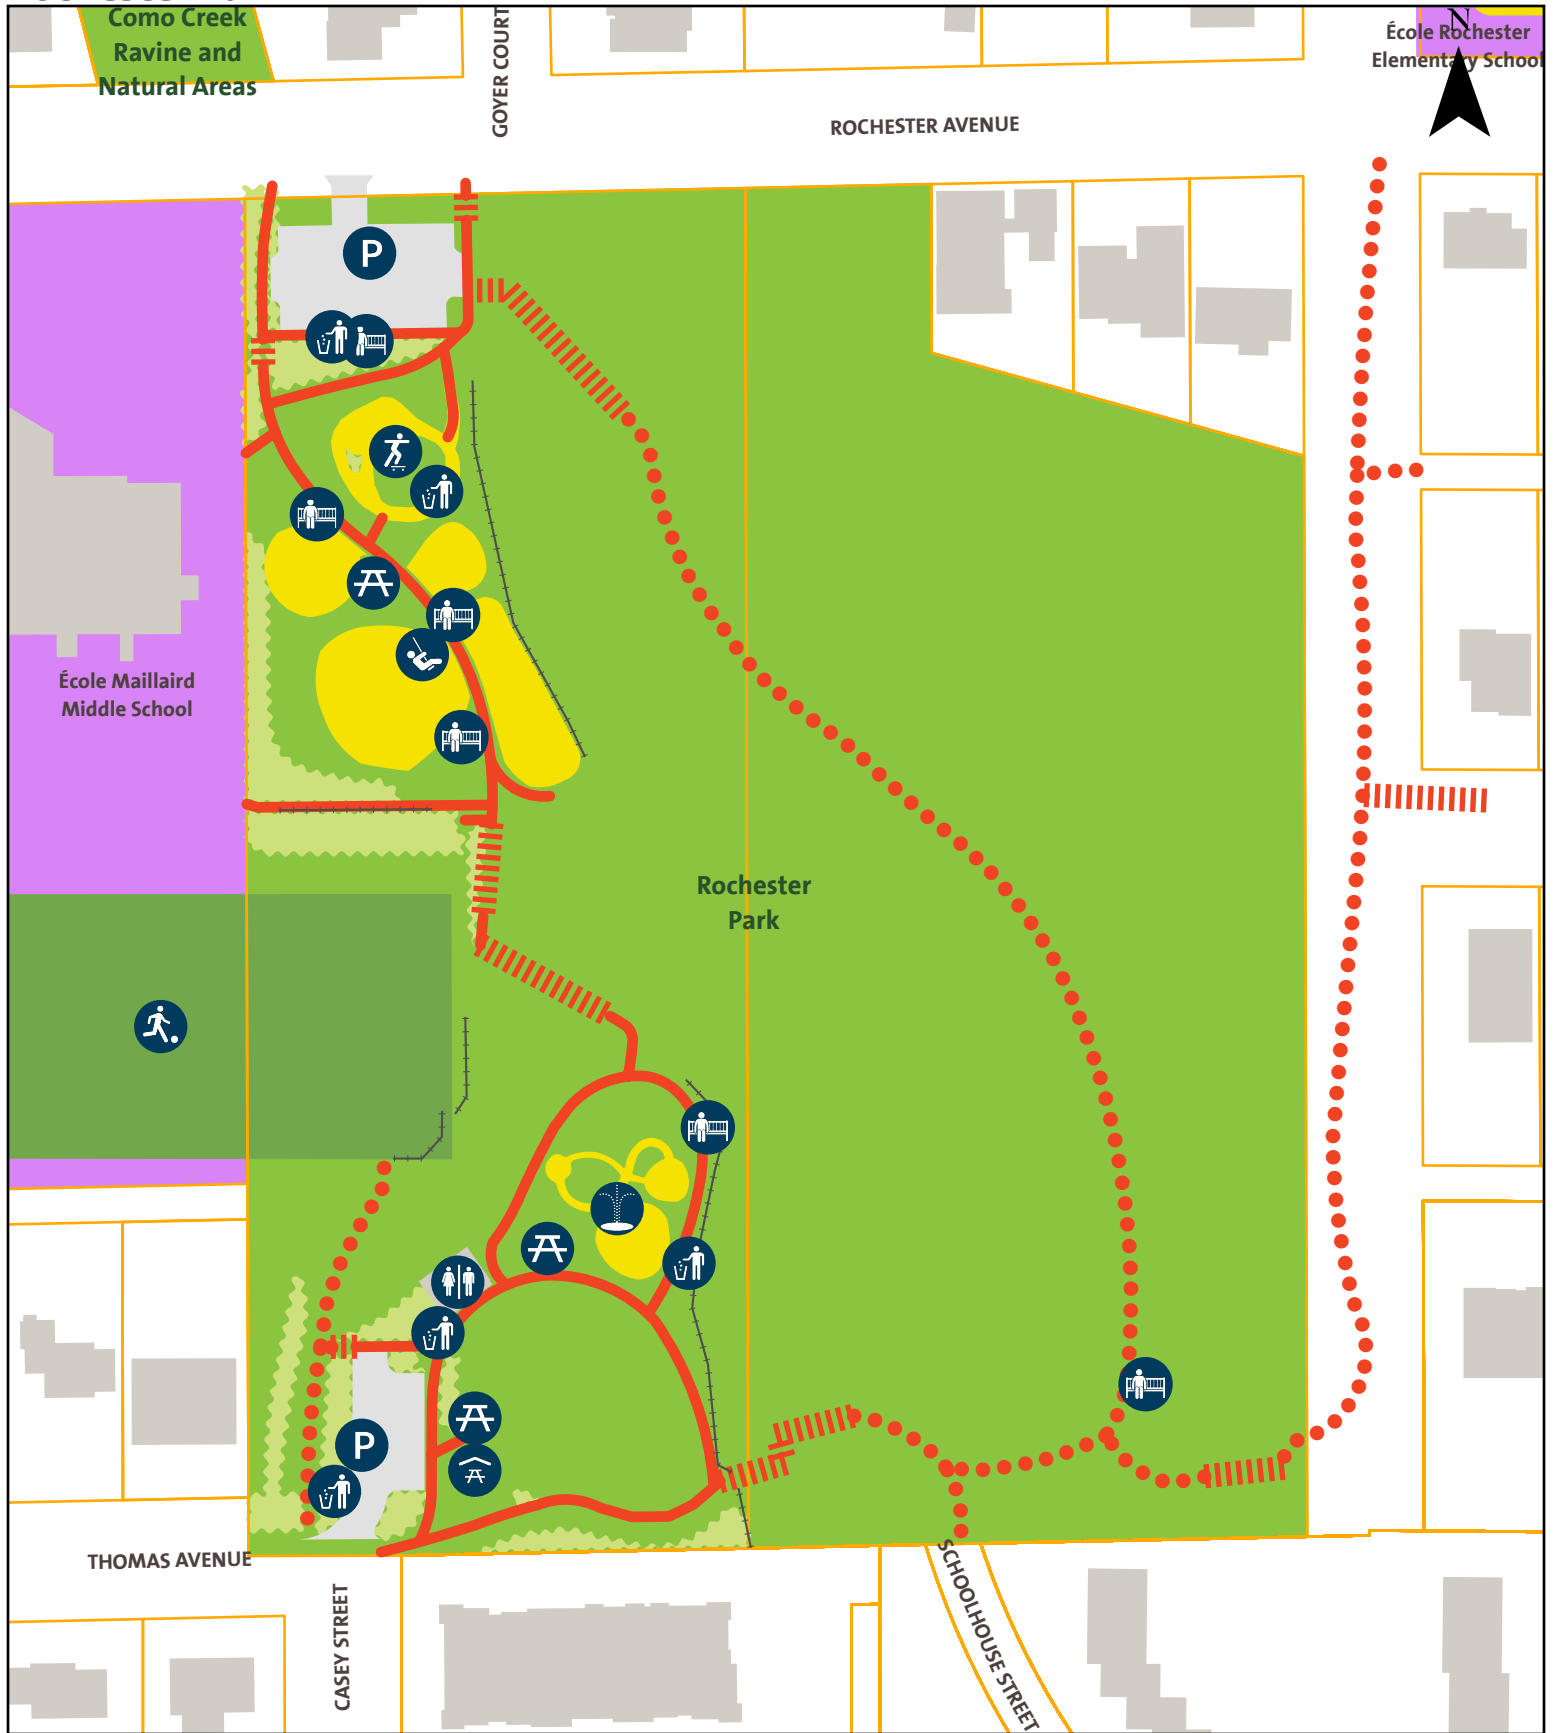 Como Creek
Ravine and
Natural Areas
GOYER COURT
ROCHESTER AVENUE
N
École Rochester
Elementary School
P
École Maillaird
Middle School
Rochester
Park
P
THOMAS AVENUE
CASEY STREET
SCHOOLHOUSE STREET